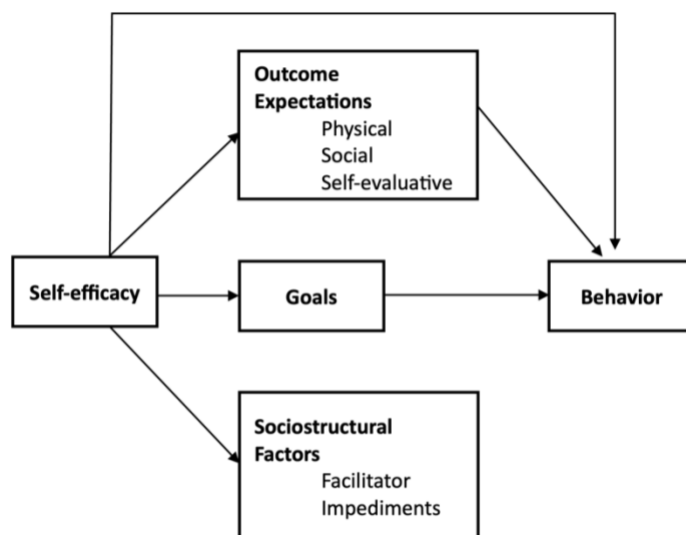 Outcome
Expectations
Physical
Social
Self-evaluative
Self-efficacy
Goals
Behavior
Sociostructural
Factors
Facilitator
Impediments